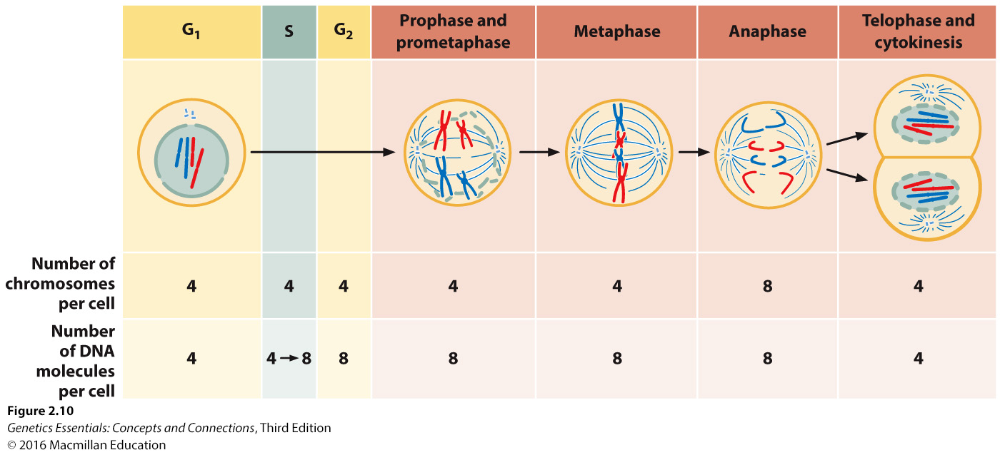 G₁
S
G₂
Prophase and
prometaphase
Metaphase
Anaphase
Telophase and
cytokinesis
Number of
chromosomes
per cell
4
4
4
4
4
8
4
Number
of DNA
molecules
per cell
4
4 → 8
8
8
8
8
4
Figure 2.10
Genetics Essentials: Concepts and Connections, Third Edition
© 2016 Macmillan Education